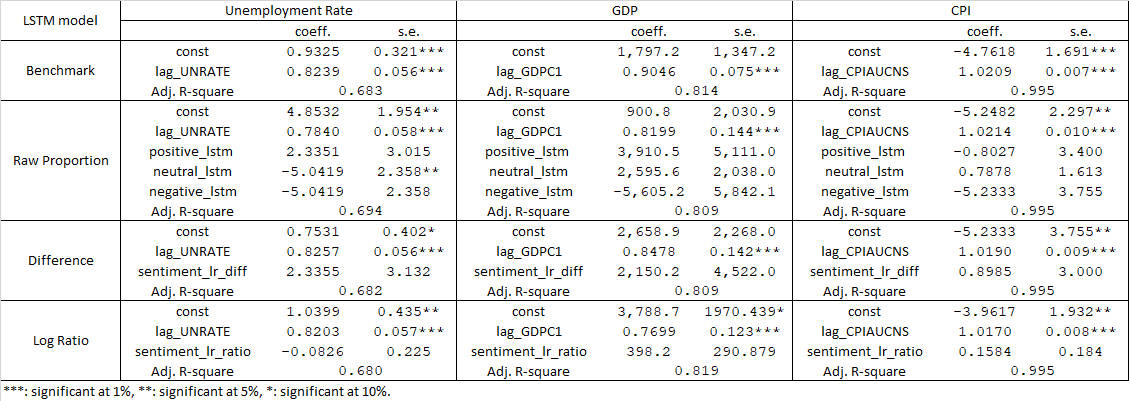 LSTM model Unemployment Rate GDP CPI
coeff. s.e. coeff. s.e. coeff. s.e.
Benchmark
const 0.9325 0.321*** const 1,797.2 1,347.2 const -4.7618 1.691***
lag_UNRATE 0.8239 0.056*** lag_GDPC1 0.9046 0.075*** lag_CPIAUCNS 1.0209 0.007***
Adj. R-square 0.683 Adj. R-square 0.814 Adj. R-square 0.995
Raw Proportion
const 4.8532 1.954** const 900.8 2,030.9 const -5.2482 2.297**
lag_UNRATE 0.7840 0.058*** lag_GDPC1 0.8199 0.144*** lag_CPIAUCNS 1.0214 0.010***
positive_lstm 2.3351 3.015 positive_lstm 3,910.5 5,111.0 positive_lstm -0.8027 3.400
neutral_lstm -5.0419 2.358** neutral_lstm 2,595.6 2,038.0 neutral_lstm 0.7878 1.613
negative_lstm -5.0419 2.358 negative_lstm -5,605.2 5,842.1 negative_lstm -5.2333 3.755
Adj. R-square 0.694 Adj. R-square 0.809 Adj. R-square 0.995
Difference
const 0.7531 0.402* const 2,658.9 2,268.0 const -5.2333 3.755**
lag_UNRATE 0.8257 0.056*** lag_GDPC1 0.8478 0.142*** lag_CPIAUCNS 1.0190 0.009***
sentiment_lr_diff 2.3355 3.132 sentiment_lr_diff 2,150.2 4,522.0 sentiment_lr_diff 0.8985 3.000
Adj. R-square 0.682 Adj. R-square 0.809 Adj. R-square 0.995
Log Ratio
const 1.0399 0.435** const 3,788.7 1970.439* const -3.9617 1.932**
lag_UNRATE 0.8203 0.057*** lag_GDPC1 0.7699 0.123*** lag_CPIAUCNS 1.0170 0.008***
sentiment_lr_ratio -0.0826 0.225 sentiment_lr_ratio 398.2 290.879 sentiment_lr_ratio 0.1584 0.184
Adj. R-square 0.680 Adj. R-square 0.819 Adj. R-square 0.995
***: significant at 1%, **: significant at 5%, *: significant at 10%.